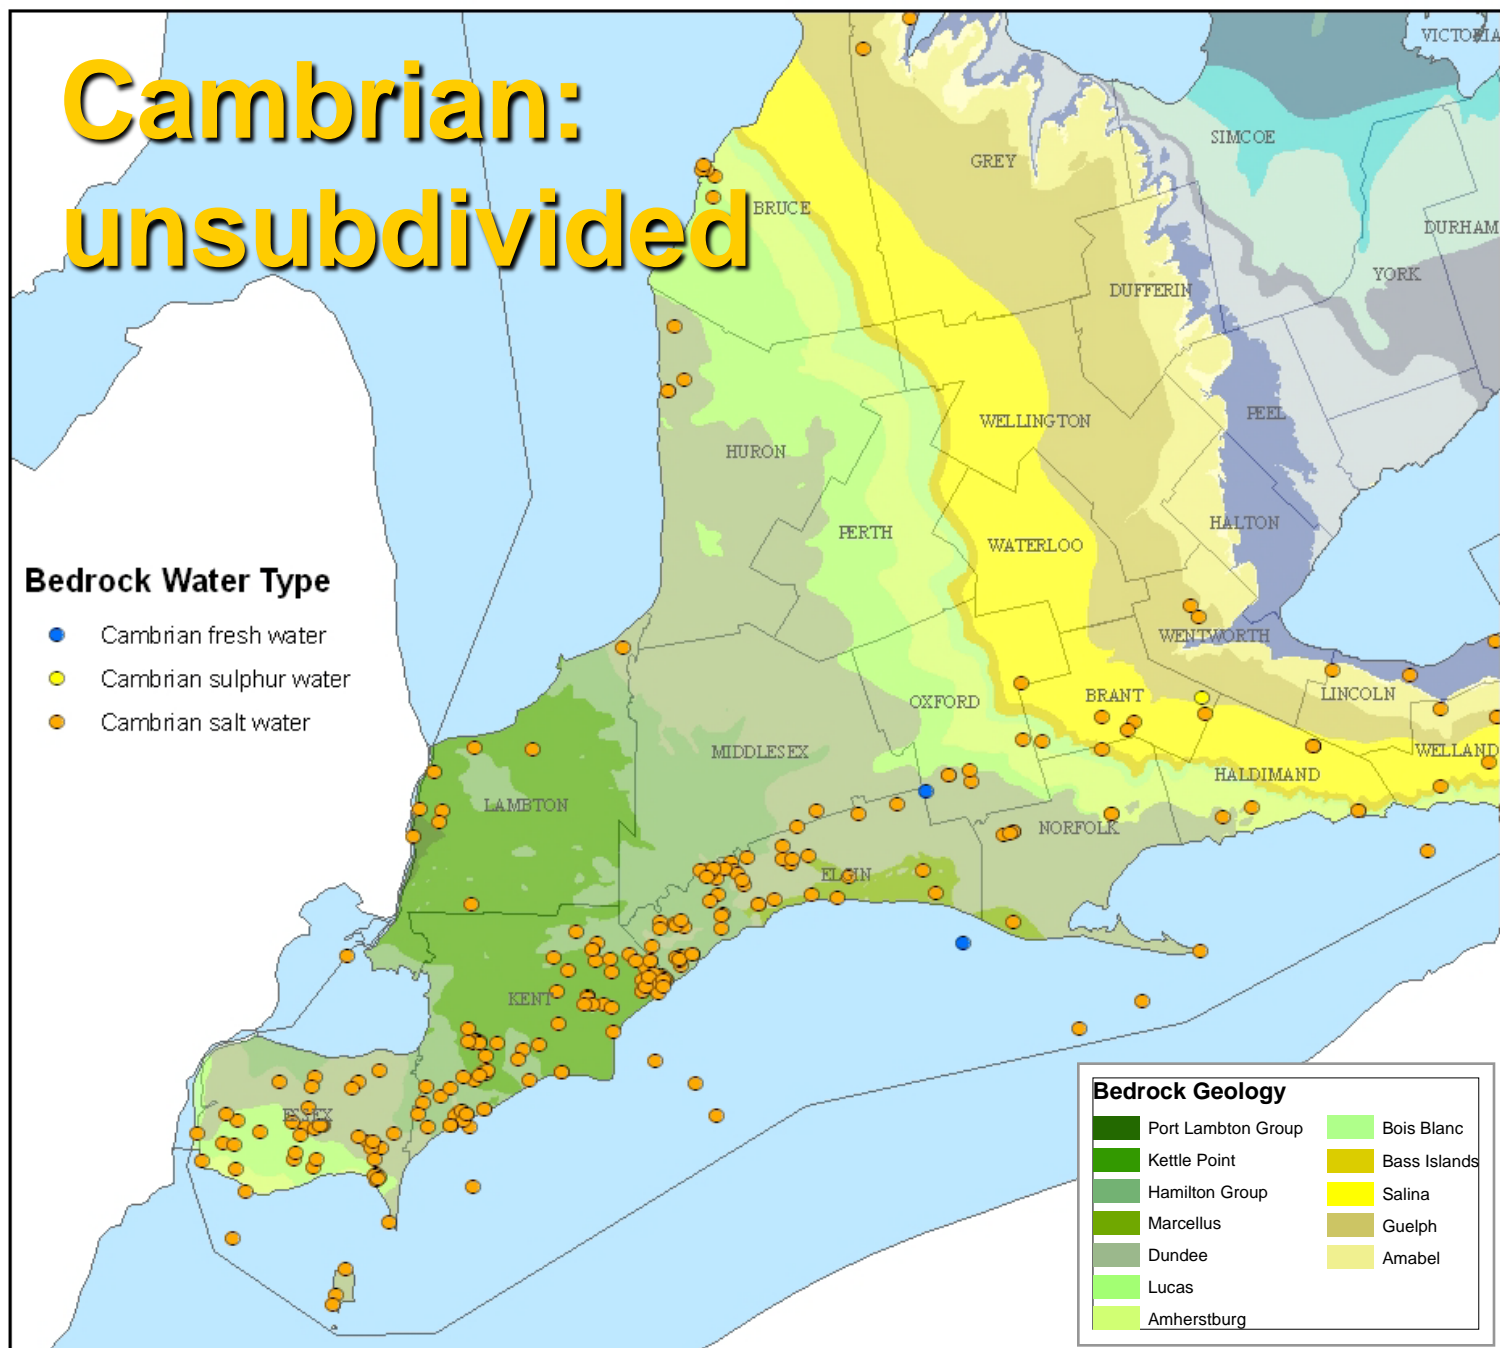 Cambrian:
unsubdivided
VICTORIA
SIMCOE
GREY
BRUCE
DURHAM
YORK
DUFFERIN
PEEL
WELLINGTON
HURON
HALTON
PERTH
WATERLOO
WENTWORTH
BRANT
LINCOLN
OXFORD
MIDDLESEX
WELLAND
HALDIMAND
LAMBTON
NORFOLK
ELGIN
KENT
ESSEX
Bedrock Water Type
Cambrian fresh water
Cambrian sulphur water
Cambrian salt water
Bedrock Geology
Port Lambton Group
Kettle Point
Hamilton Group
Marcellus
Dundee
Lucas
Amherstburg
Bois Blanc
Bass Islands
Salina
Guelph
Amabel